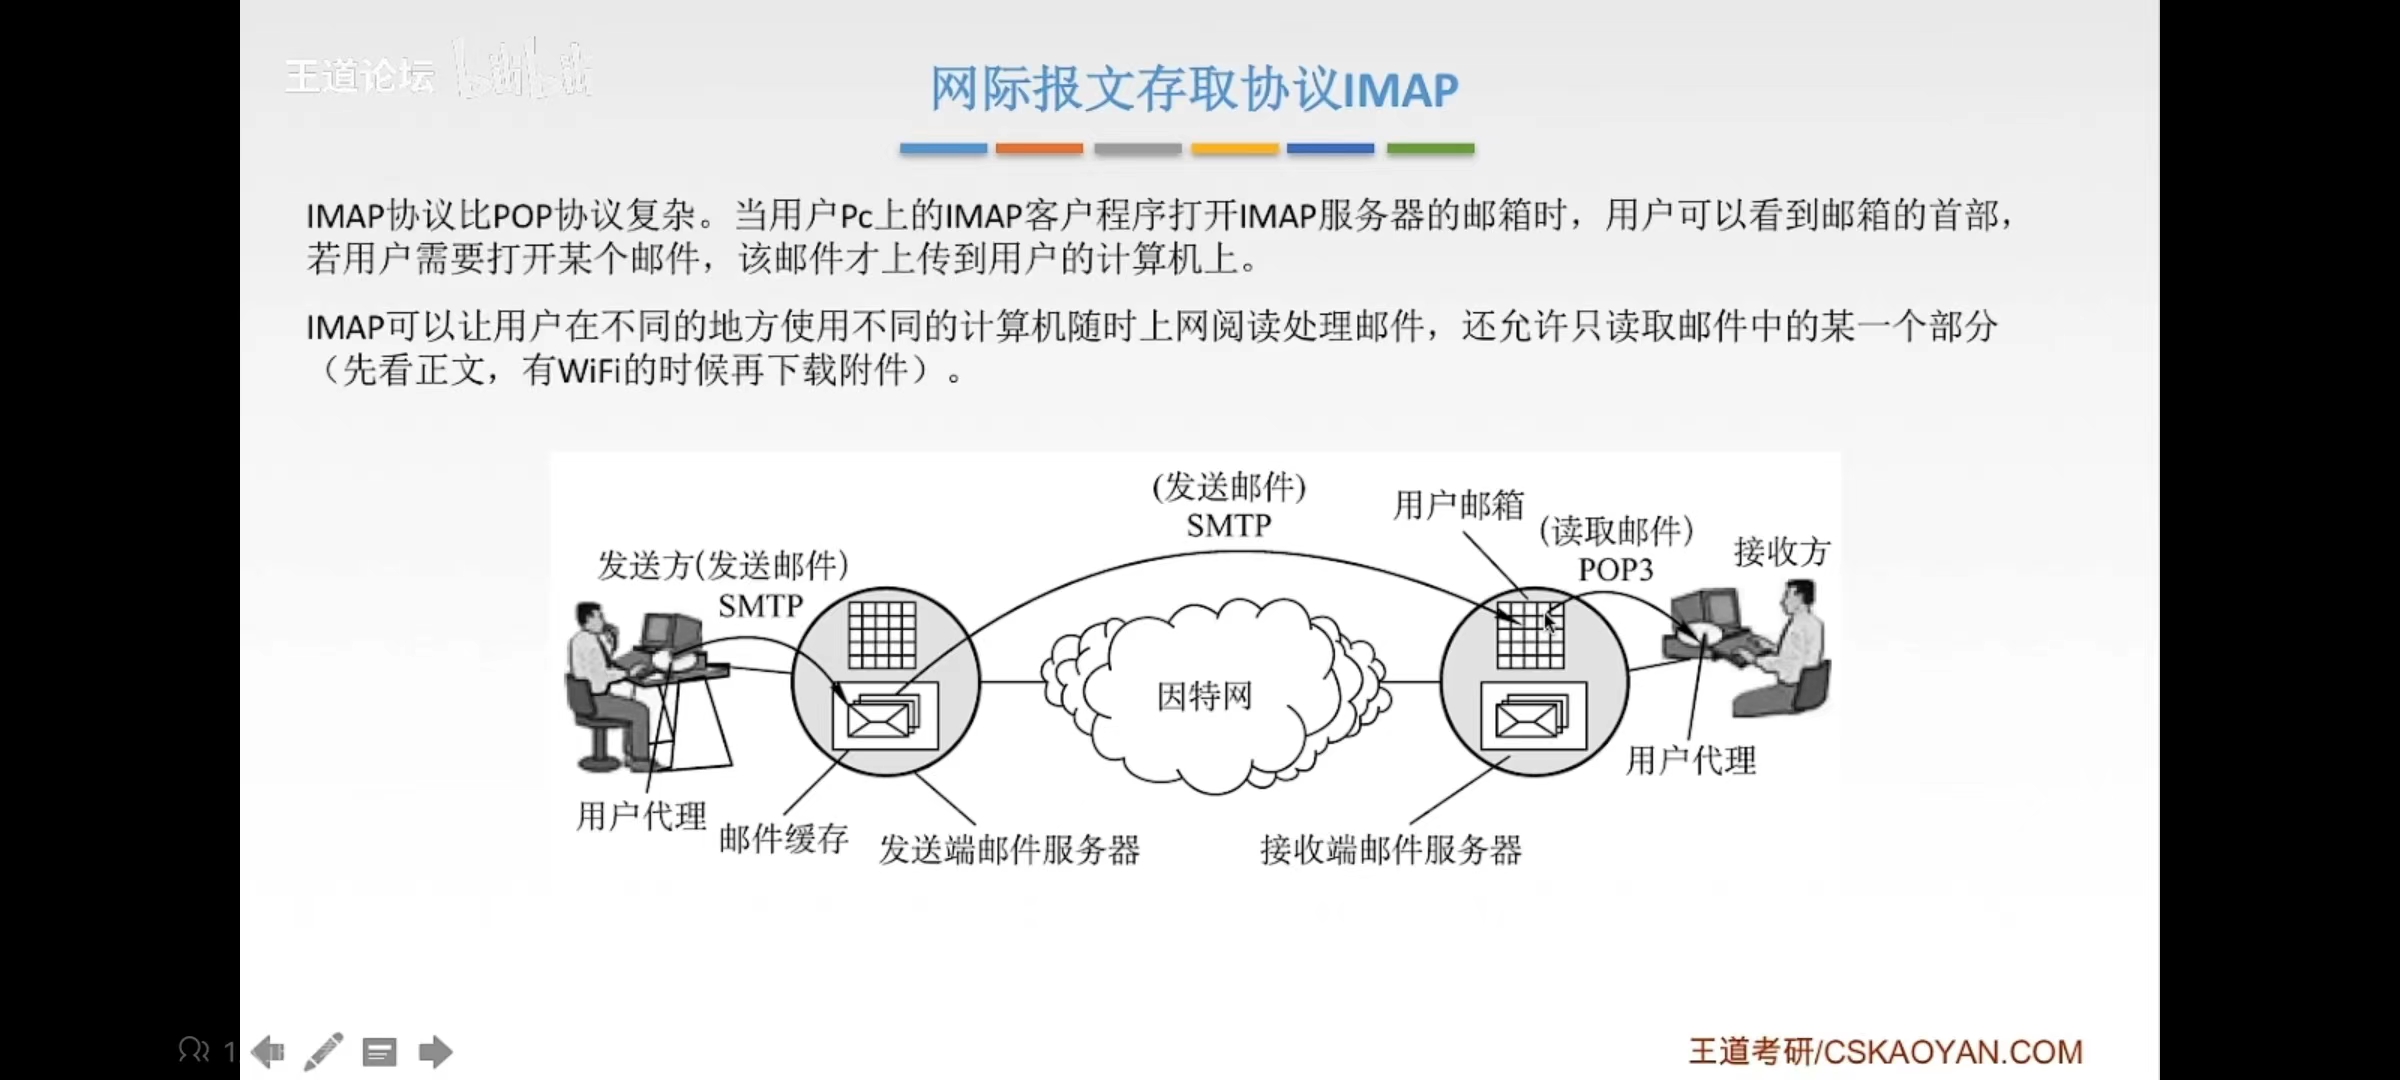 王道论坛 bilibili
网际报文存取协议IMAP
IMAP协议比POP协议复杂。当用户Pc上的IMAP客户程序打开IMAP服务器的邮箱时，用户可以看到邮箱的首部，
若用户需要打开某个邮件，该邮件才上传到用户的计算机上。
IMAP可以让用户在不同的地方使用不同的计算机随时上网阅读处理邮件，还允许只读取邮件中的某一个部分
（先看正文，有WiFi的时候再下载附件）。
(发送邮件)
SMTP
用户邮箱
(读取邮件)
POP3
接收方
发送方(发送邮件)
SMTP
因特网
用户代理
用户代理
邮件缓存
发送端邮件服务器
接收端邮件服务器
1
王道考研/CSKAOYAN.COM